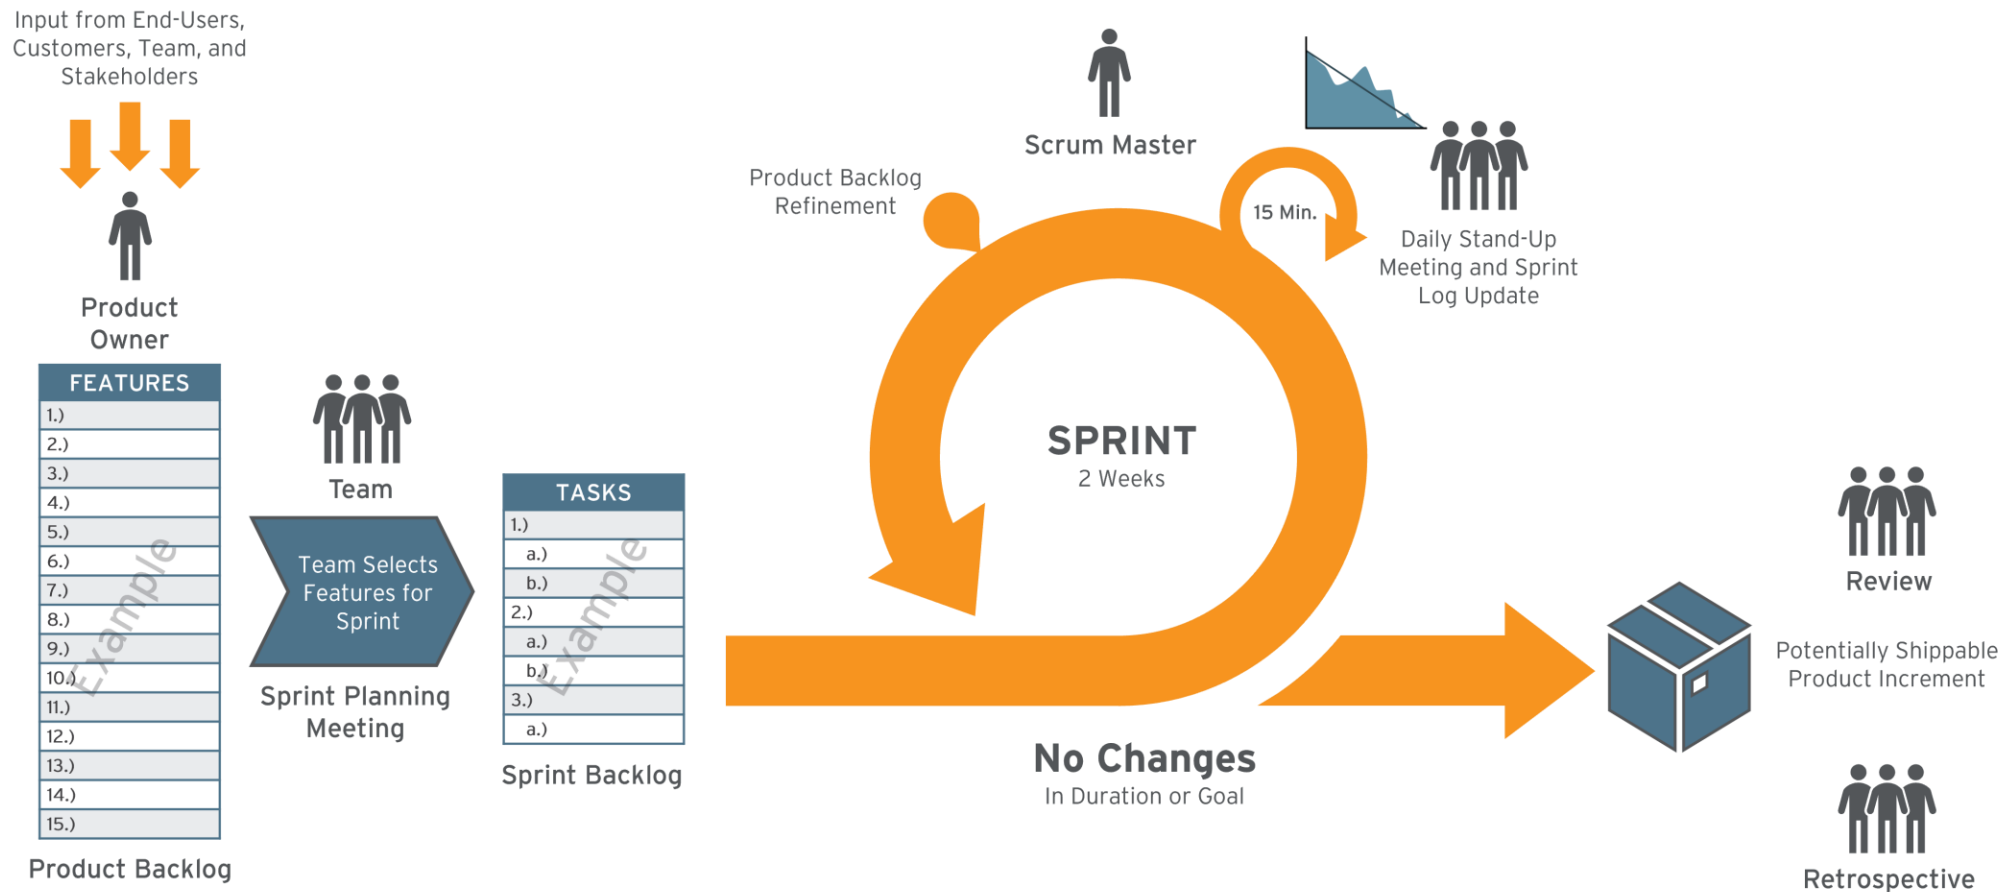 Input from End-Users,
Customers, Team, and
Stakeholders
Product
Owner
FEATURES
1.)
2.)
3.)
4.)
5.)
6.)
7.)
8.)
9.)
10.)
11.)
12.)
13.)
14.)
15.)
Example
Product Backlog
Team
Team Selects
Features for
Sprint
Sprint Planning
Meeting
TASKS
1.)
a.)
b.)
2.)
a.)
b.)
3.)
a.)
Example
Sprint Backlog
Product Backlog
Refinement
Scrum Master
15 Min.
Daily Stand-Up
Meeting and Sprint
Log Update
SPRINT
2 Weeks
No Changes
In Duration or Goal
Review
Potentially Shippable
Product Increment
Retrospective